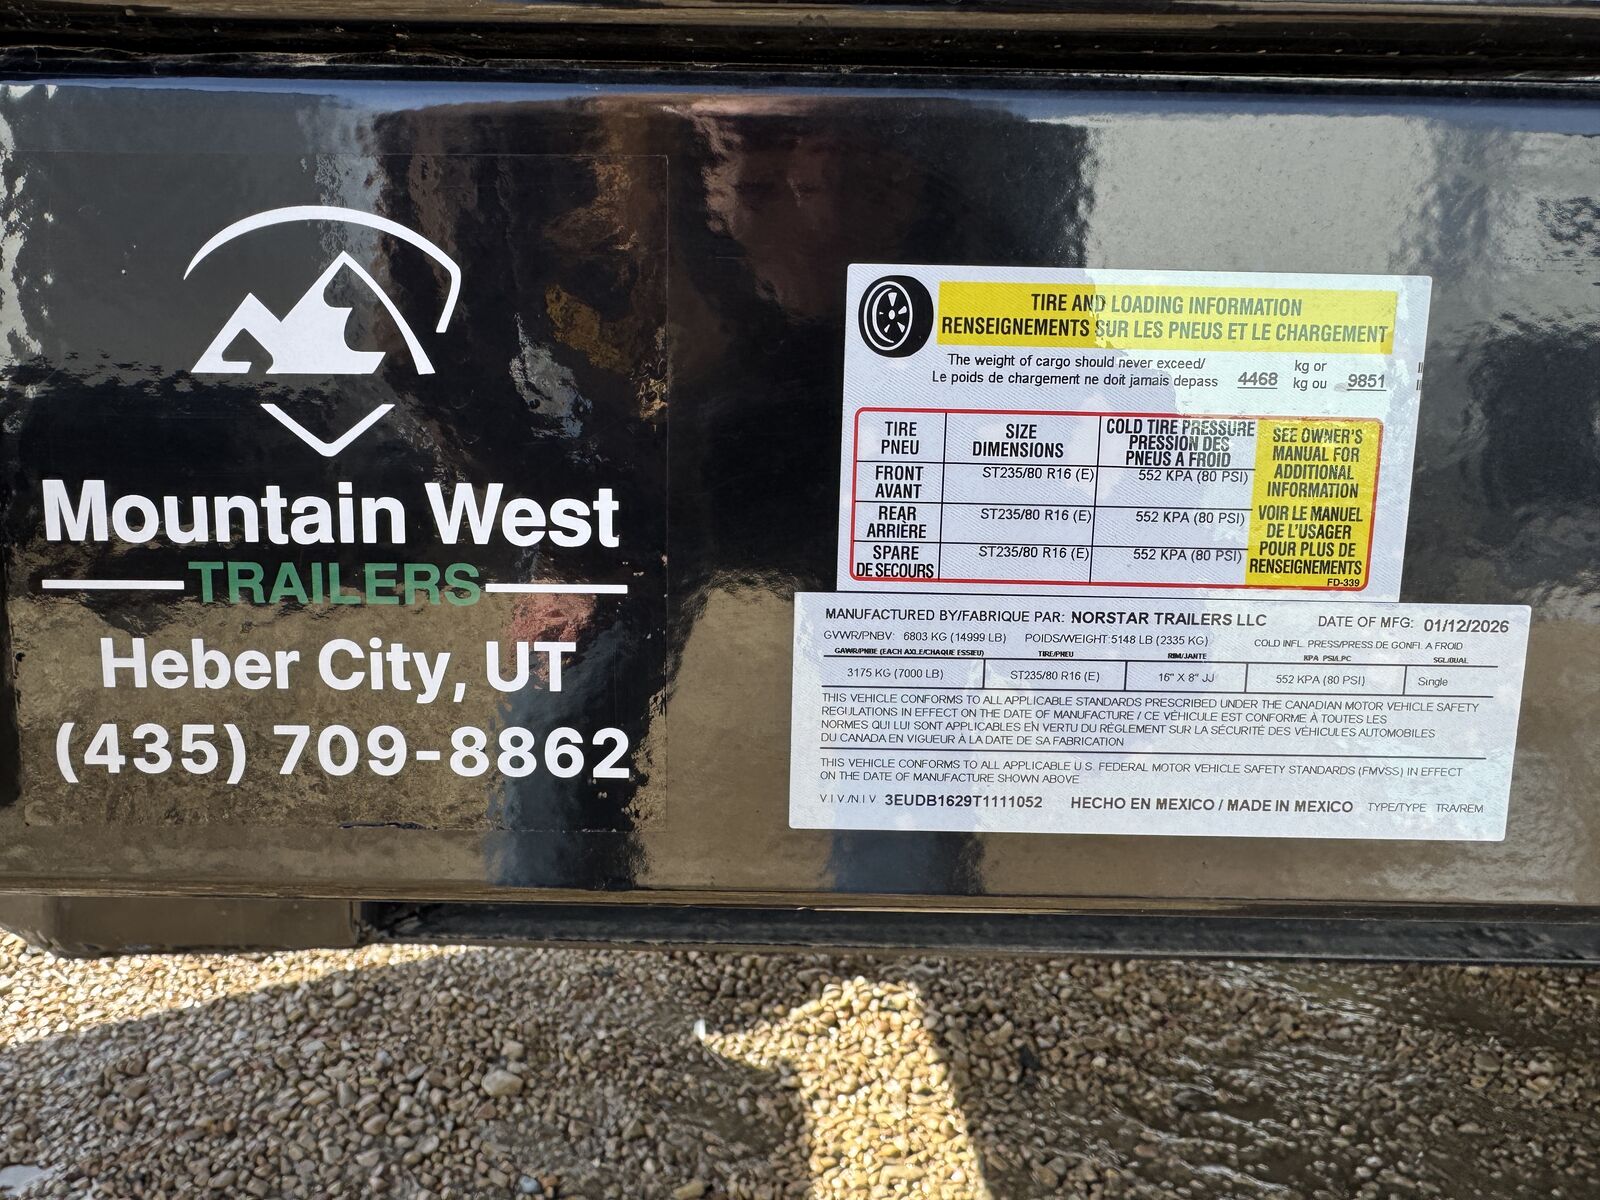 Mountain West
TRAILERS
Heber City, UT
(435) 709-8862
TIRE AND LOADING INFORMATION
RENSEIGNEMENTS SUR LES PNEUS ET LE CHARGEMENT
The weight of cargo should never exceed/ kg or
Le poids de chargement ne doit jamais depass 4468 kg ou 9851
TIRE PNEU SIZE DIMENSIONS COLD TIRE PRESSURE PRESSION DES PNEUS A FROID
FRONT AVANT ST235/80 R16 (E) 552 KPA (80 PSI)
REAR ARRIÈRE ST235/80 R16 (E) 552 KPA (80 PSI)
SPARE DE SECOURS ST235/80 R16 (E) 552 KPA (80 PSI)
SEE OWNER'S
MANUAL FOR
ADDITIONAL
INFORMATION
VOIR LE MANUEL
DE L'USAGER
POUR PLUS DE
RENSEIGNEMENTS
FD-339
MANUFACTURED BY/FABRIQUE PAR: NORSTAR TRAILERS LLC DATE OF MFG: 01/12/2026
GVWR/PNBV: 6803 KG (14999 LB) POIDS/WEIGHT 5148 LB (2335 KG) COLD INFL. PRESS/PRESS DE GONFI. A FROID
GAWR/PNBE (EACH AXLE/CHAQUE ESSIEU) TIRE/PNEU RIM/JANTE KPA PSI/LPC SGL/DUAL
3175 KG (7000 LB) ST235/80 R16 (E) 16" X 8" JJ 552 KPA (80 PSI) Single
THIS VEHICLE CONFORMS TO ALL APPLICABLE STANDARDS PRESCRIBED UNDER THE CANADIAN MOTOR VEHICLE SAFETY
REGULATIONS IN EFFECT ON THE DATE OF MANUFACTURE / CE VÉHICULE EST CONFORME À TOUTES LES
NORMES QUI LUI SONT APPLICABLES EN VERTU DU RÈGLEMENT SUR LA SÉCURITÉ DES VÉHICULES AUTOMOBILES
DU CANADA EN VIGUEUR À LA DATE DE SA FABRICATION
THIS VEHICLE CONFORMS TO ALL APPLICABLE U.S. FEDERAL MOTOR VEHICLE SAFETY STANDARDS (FMVSS) IN EFFECT
ON THE DATE OF MANUFACTURE SHOWN ABOVE
V I V /N I V 3EUDB1629T1111052 HECHO EN MEXICO / MADE IN MEXICO TYPE/TYPE TRA/REM